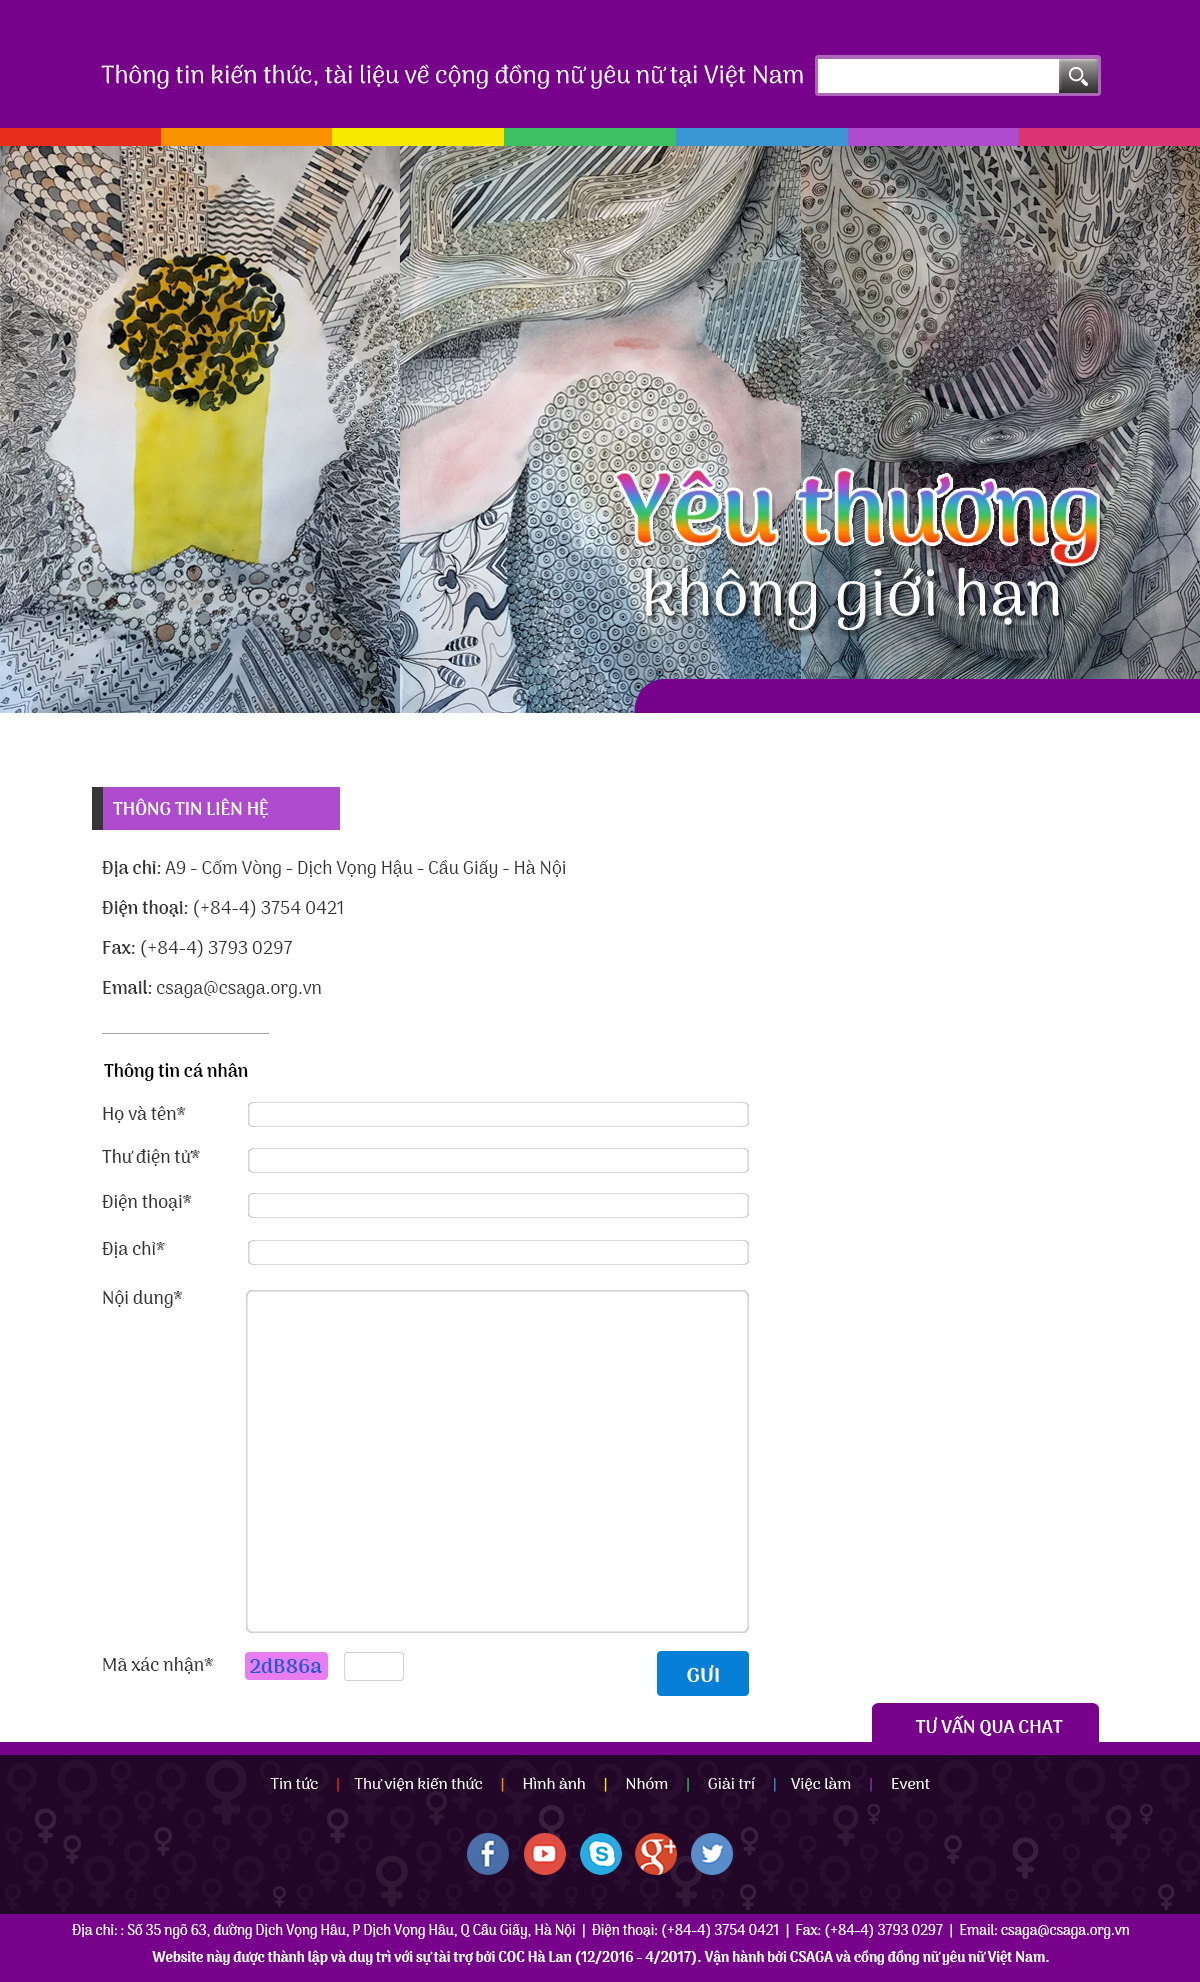 Thông tin kiến thức, tài liệu về cộng đồng nữ yêu nữ tại Việt Nam
Yêu thương
không giới hạn
THÔNG TIN LIÊN HỆ
Địa chỉ: A9 - Cốm Vòng - Dịch Vọng Hậu - Cầu Giấy - Hà Nội
Điện thoại: (+84-4) 3754 0421
Fax: (+84-4) 3793 0297
Email: csaga@csaga.org.vn
Thông tin cá nhân
Họ và tên*
Thư điện tử*
Điện thoại*
Địa chỉ*
Nội dung*
Mã xác nhận* 2dB86a GỬI
TƯ VẤN QUA CHAT
Tin tức | Thư viện kiến thức | Hình ảnh | Nhóm | Giải trí | Việc làm | Event
Địa chỉ: : Số 35 ngõ 63, đường Dịch Vọng Hâu, P Dịch Vọng Hâu, Q Cầu Giấy, Hà Nội | Điện thoại: (+84-4) 3754 0421 | Fax: (+84-4) 3793 0297 | Email: csaga@csaga.org.vn
Website này được thành lập và duy trì với sự tài trợ bởi COC Hà Lan (12/2016 - 4/2017). Vận hành bởi CSAGA và cồng đồng nữ yêu nữ Việt Nam.